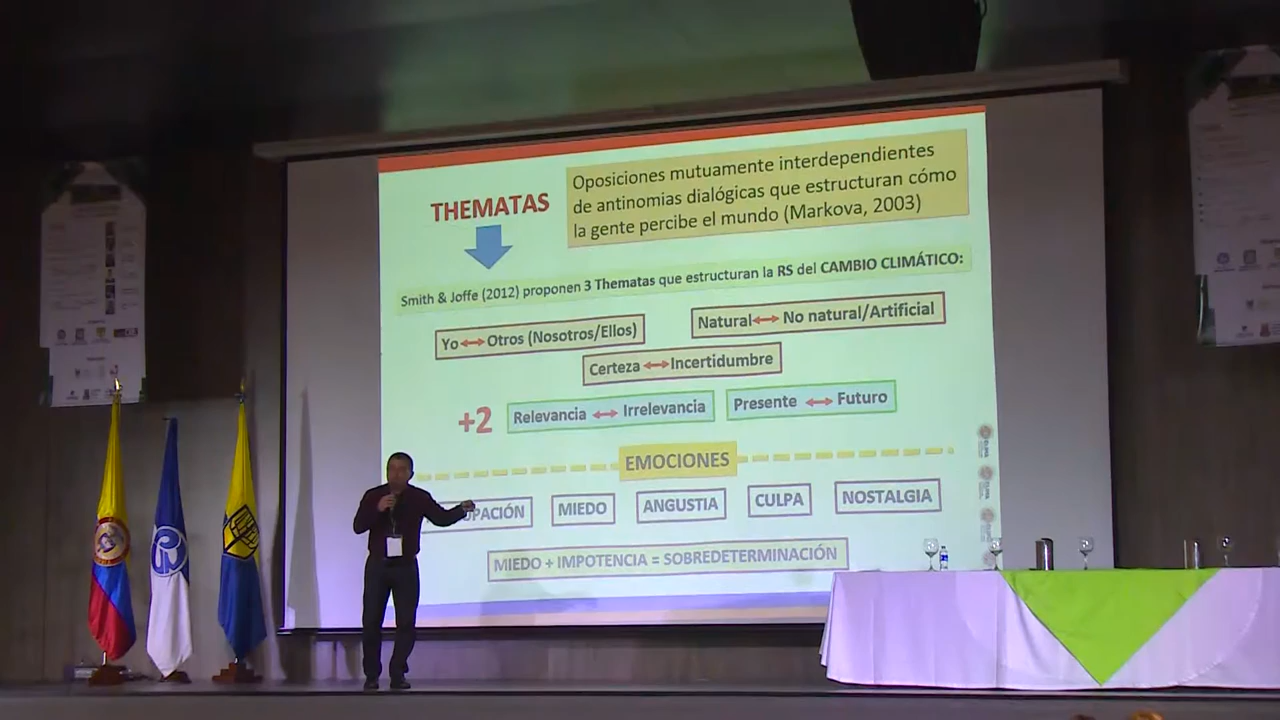 THEMATAS
Oposiciones mutuamente interdependientes
de antinomias dialógicas que estructuran cómo
la gente percibe el mundo (Markova, 2003)
Smith & Joffe (2012) proponen 3 Thematas que estructuran la RS del CAMBIO CLIMÁTICO:
Yo ↔ Otros (Nosotros/Ellos)
Natural ↔ No natural/Artificial
Certeza ↔ Incertidumbre
+2
Relevancia ↔ Irrelevancia
Presente ↔ Futuro
EMOCIONES
UPACIÓN
MIEDO
ANGUSTIA
CULPA
NOSTALGIA
MIEDO + IMPOTENCIA = SOBREDETERMINACIÓN